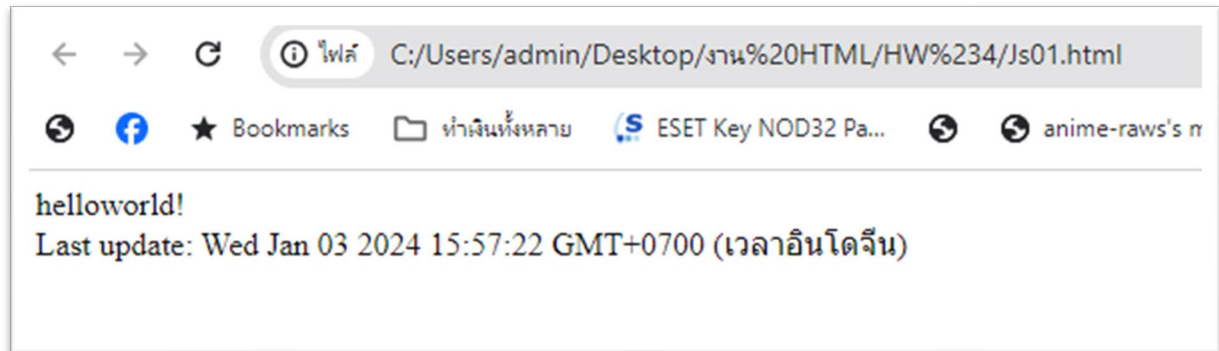 ไฟล์ C:/Users/admin/Desktop/งาน%20HTML/HW%234/Js01.html
Bookmarks ทำเงินทั้งหลาย ESET Key NOD32 Pa... anime-raws's
helloworld!
Last update: Wed Jan 03 2024 15:57:22 GMT+0700 (เวลาอินโดจีน)